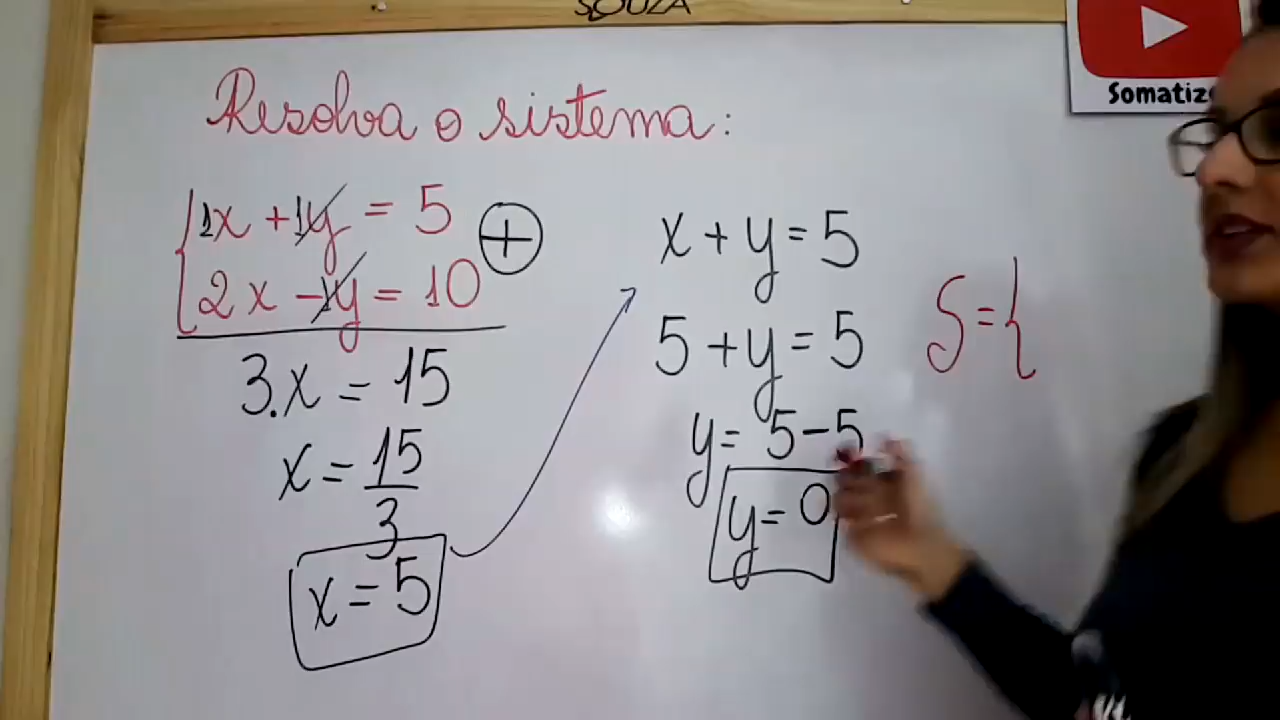 SOUZA
Somatize
Resolva o sistema:
1x + 1y = 5
2x - 1y = 10
+
3.x = 15
x = 15/3
x = 5
x + y = 5
5 + y = 5
y = 5 - 5
y = 0
S = {